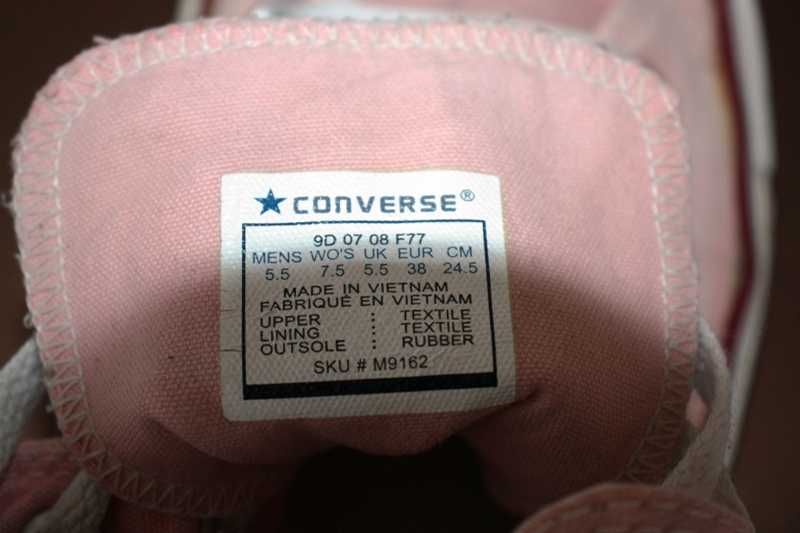 CONVERSE®
9D 07 08 F77
MENS WO'S UK EUR CM
5.5 7.5 5.5 38 24.5
MADE IN VIETNAM
FABRIQUÉ EN VIETNAM
UPPER : TEXTILE
LINING : TEXTILE
OUTSOLE : RUBBER
SKU # M9162